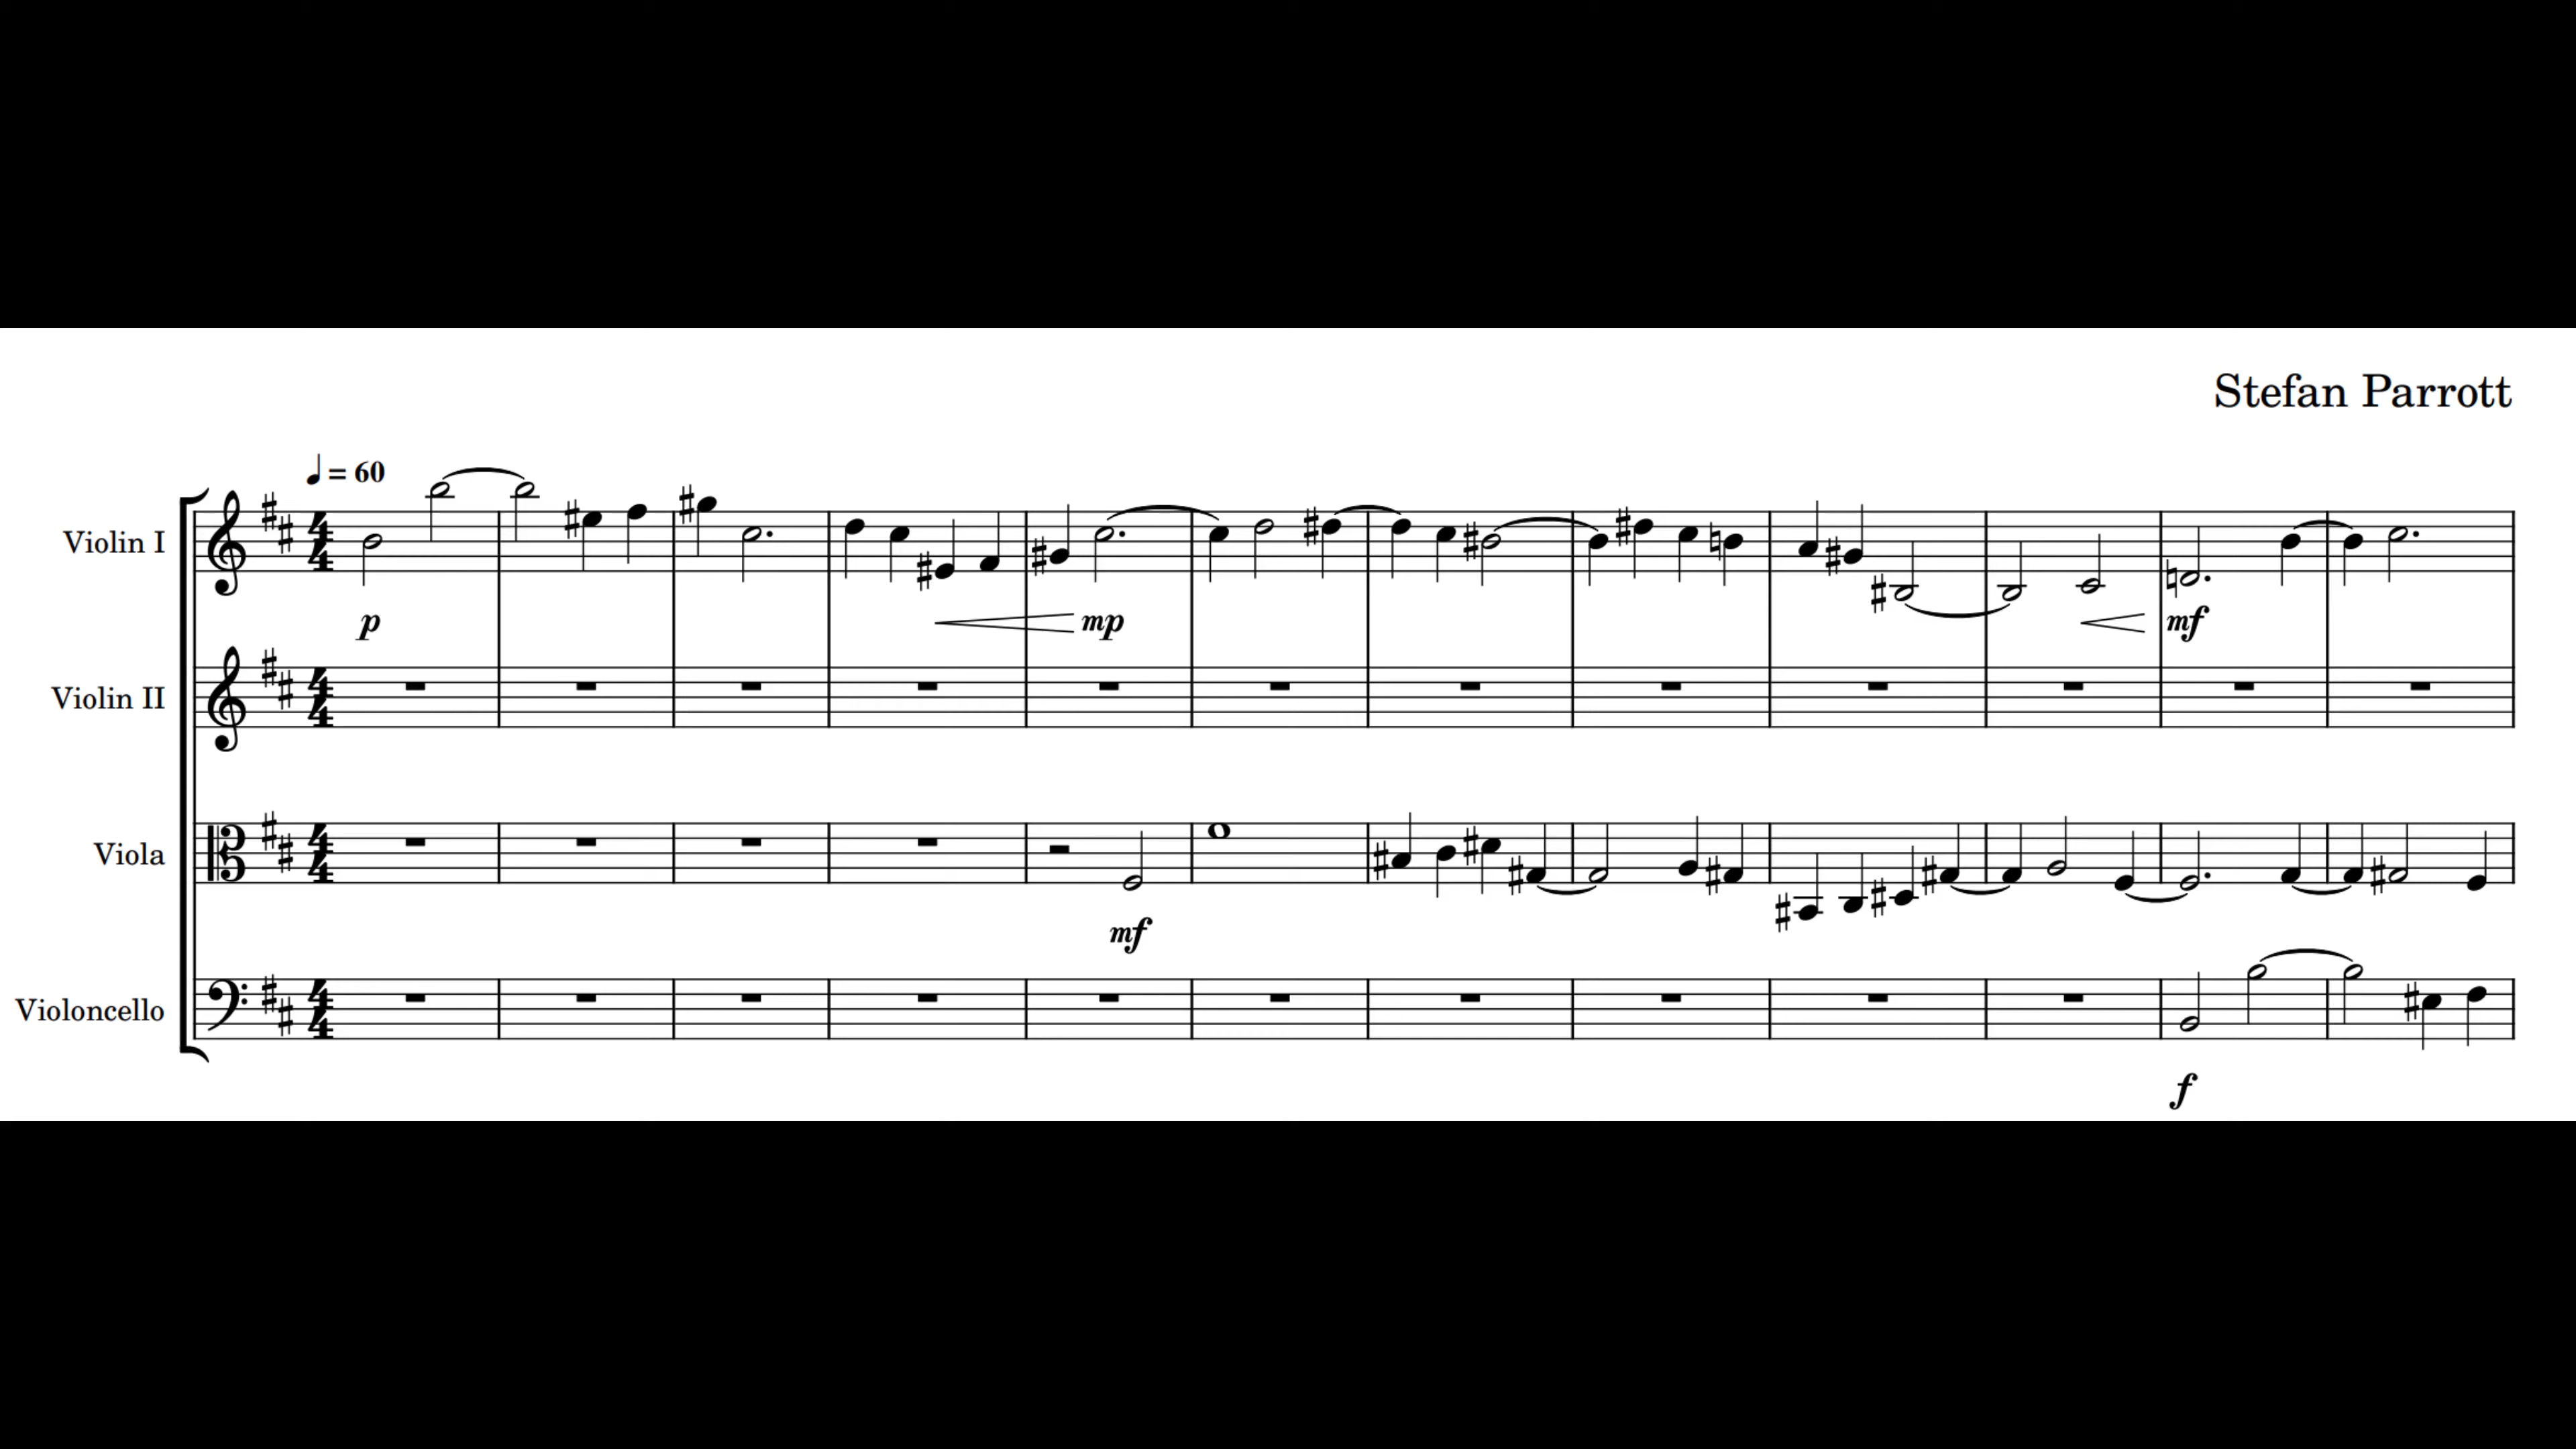 Stefan Parrott
♩ = 60
Violin I
p
mp
mf
Violin II
Viola
mf
Violoncello
f